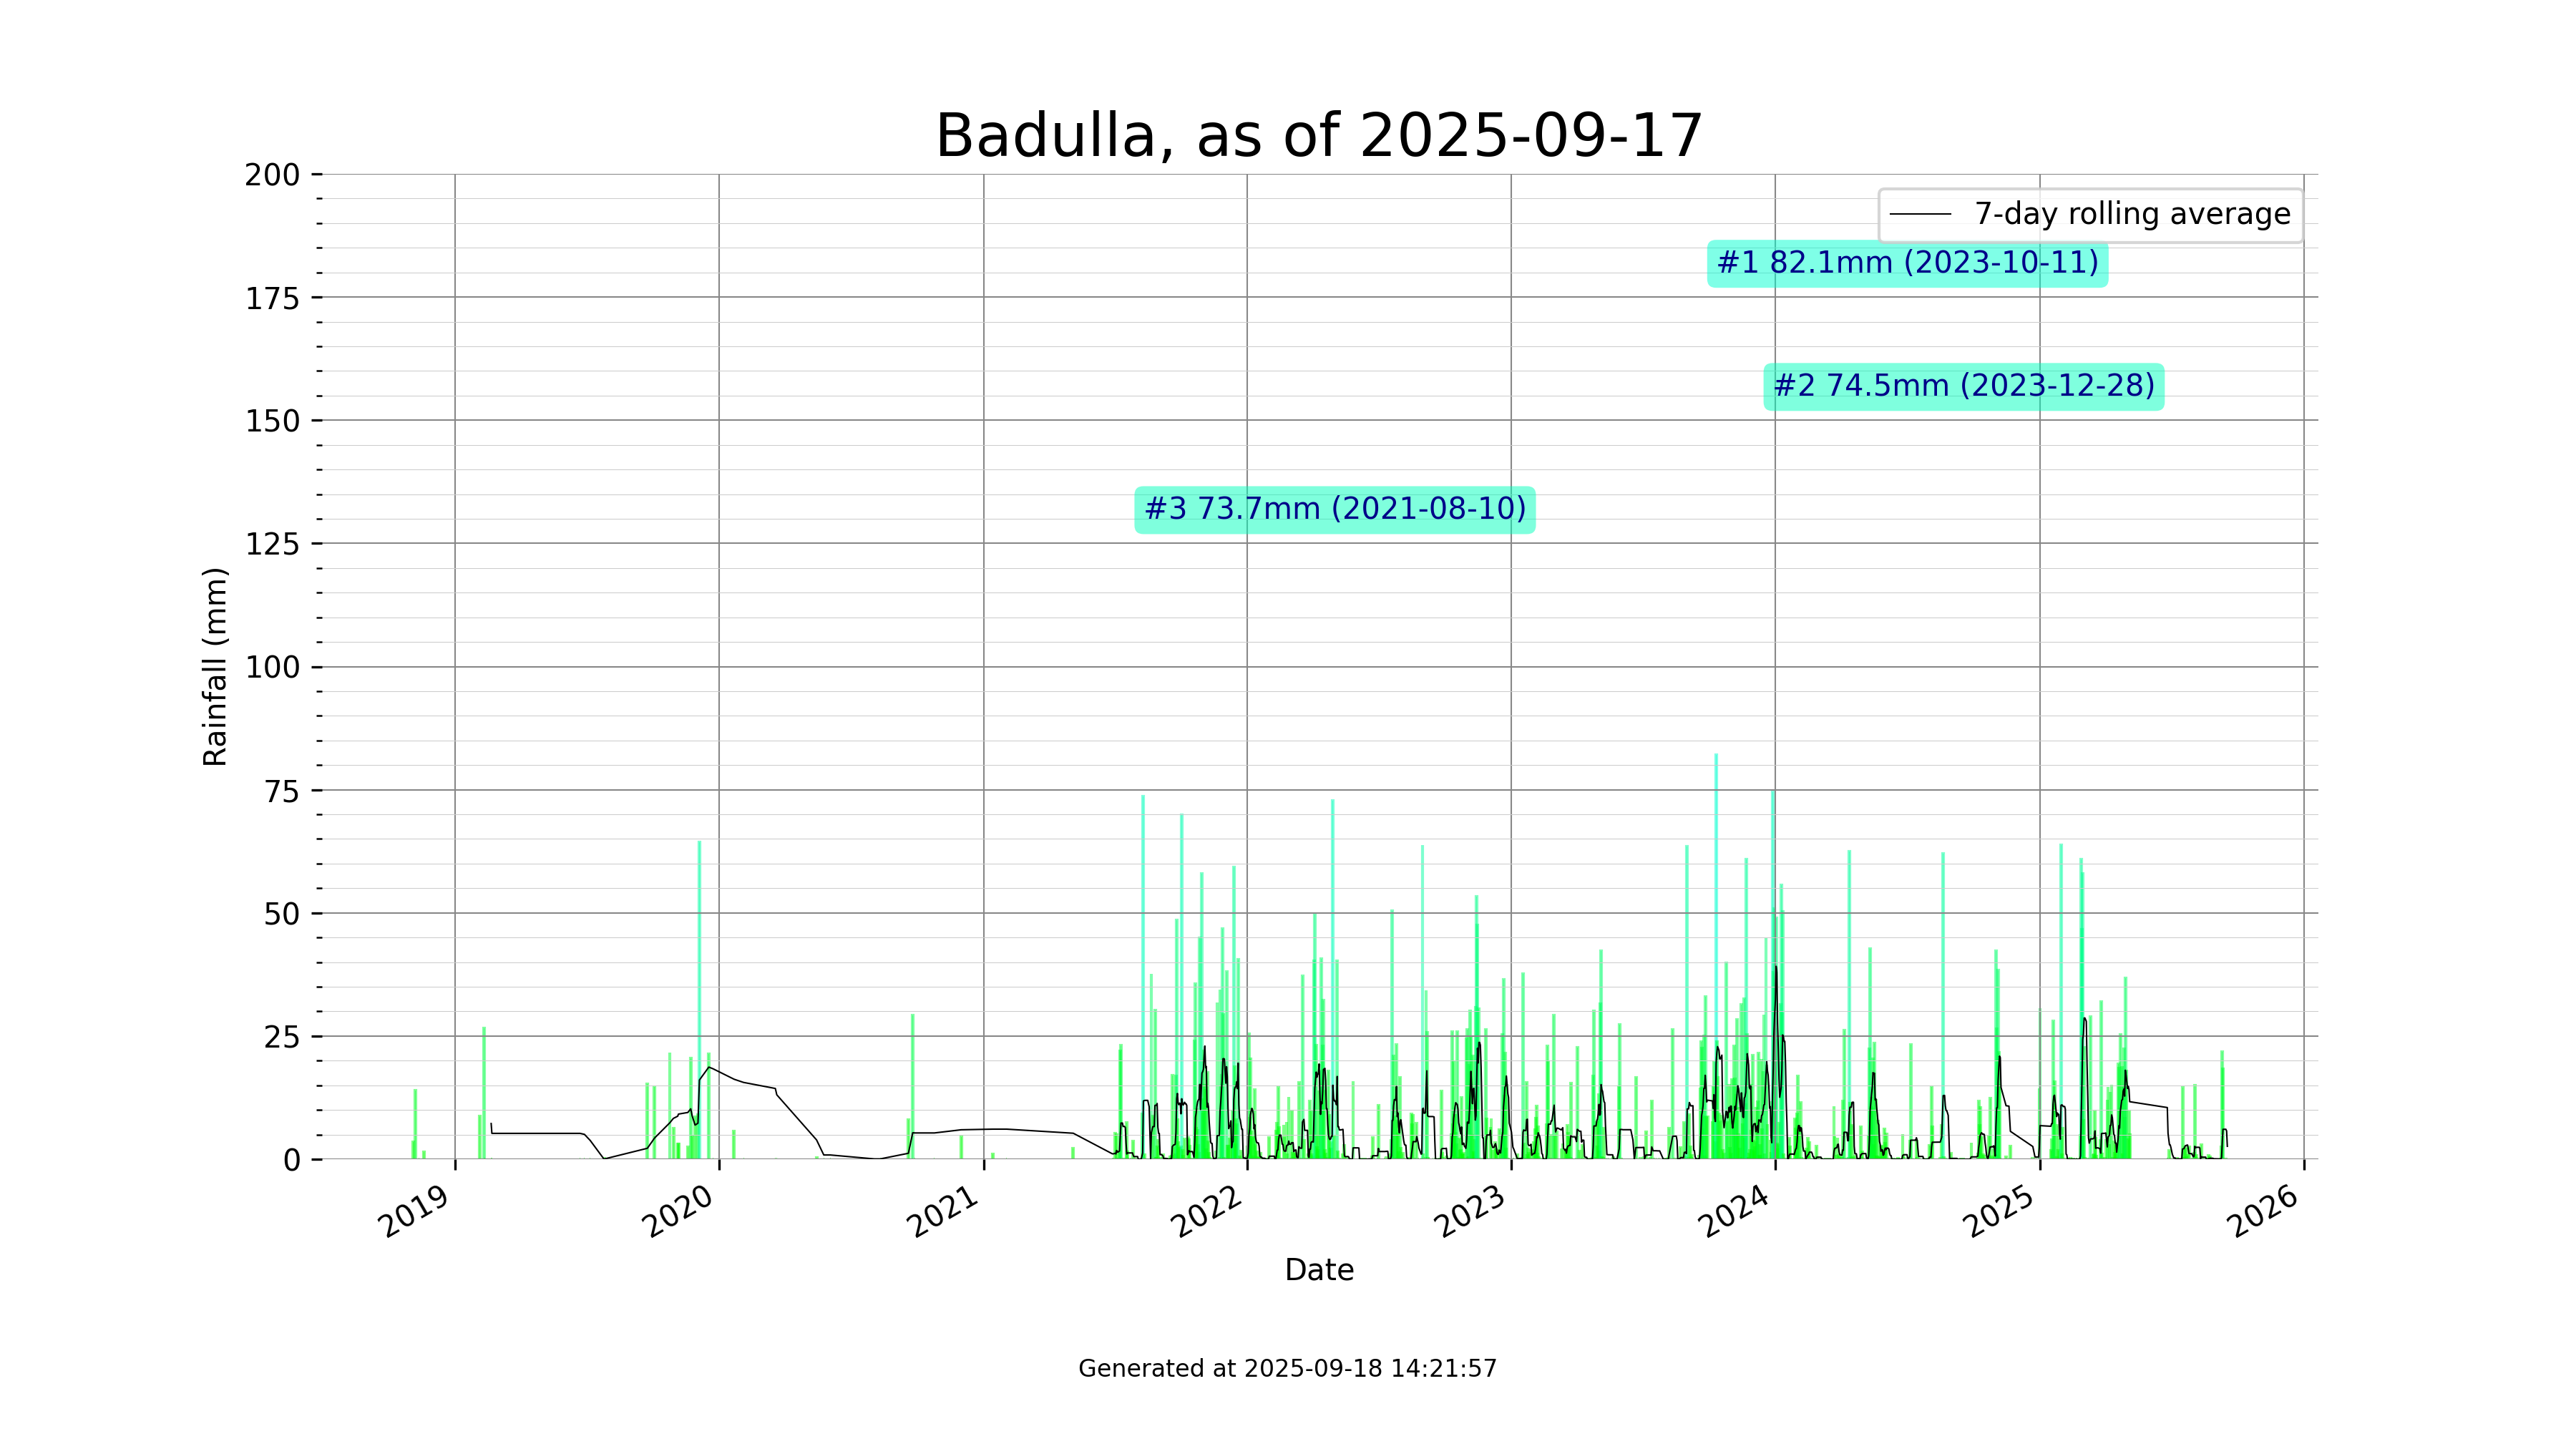 Badulla, as of 2025-09-17
200
175
150
125
100
75
50
25
0
Rainfall (mm)
7-day rolling average
#1 82.1mm (2023-10-11)
#2 74.5mm (2023-12-28)
#3 73.7mm (2021-08-10)
2019
2020
2021
2022
2023
2024
2025
2026
Date
Generated at 2025-09-18 14:21:57